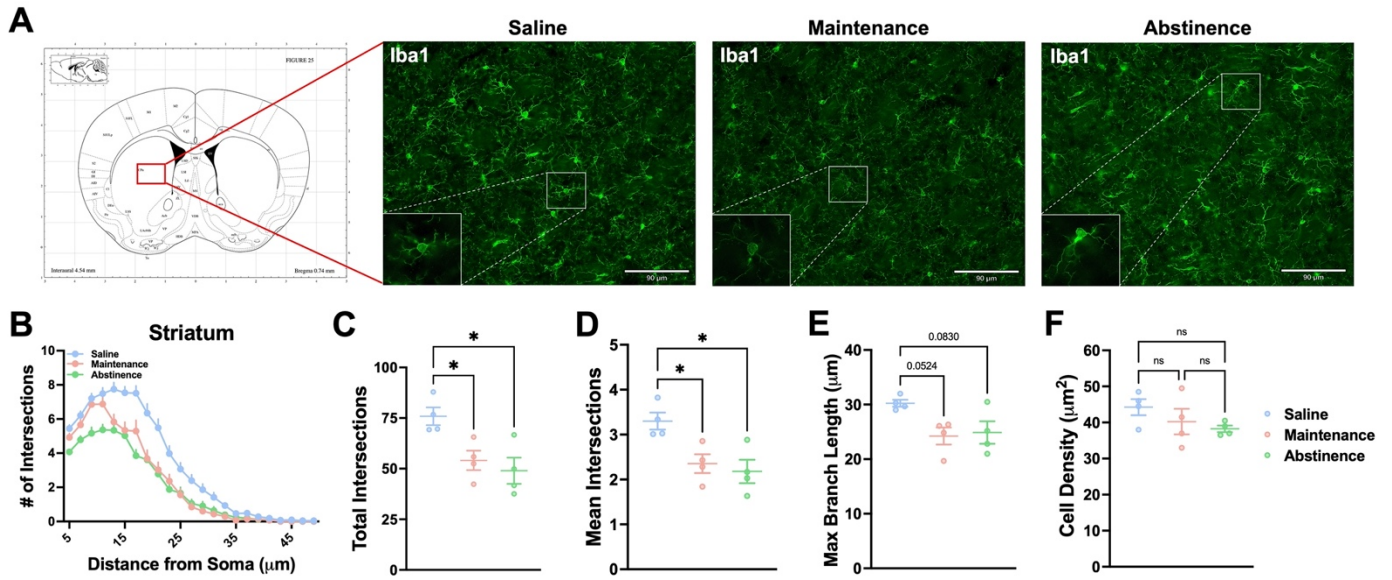 A
Saline
Maintenance
Abstinence
FIGURE 25
Iba1
Iba1
Iba1
Interaural 4.54 mm
Bregma 0.74 mm
90 µm
90 µm
90 µm
B
Striatum
Saline
Maintenance
Abstinence
# of Intersections
10
8
6
4
2
0
5
15
25
35
45
Distance from Soma (µm)
C
Total Intersections
100
75
50
25
0
*
*
D
Mean Intersections
5
4
3
2
1
0
*
*
E
Max Branch Length (µm)
40
30
20
10
0
0.0830
0.0524
F
Cell Density (µm²)
60
50
40
30
20
10
0
ns
ns
ns
Saline
Maintenance
Abstinence